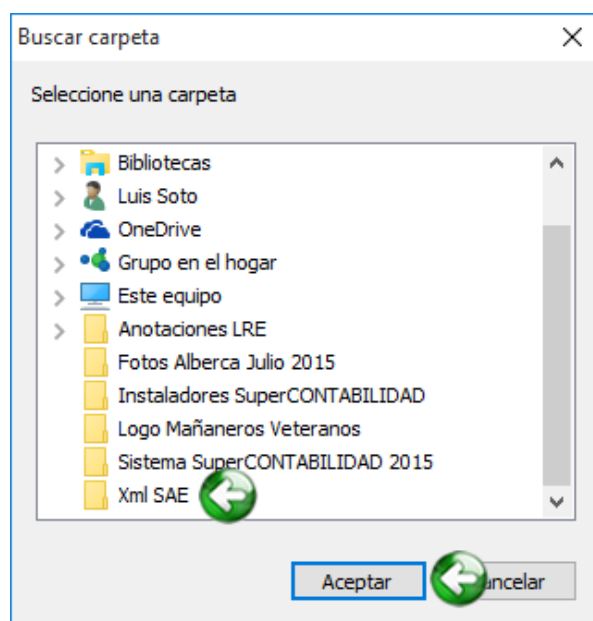 Buscar carpeta
Seleccione una carpeta
Bibliotecas
Luis Soto
OneDrive
Grupo en el hogar
Este equipo
Anotaciones LRE
Fotos Alberca Julio 2015
Instaladores SuperCONTABILIDAD
Logo Mañaneros Veteranos
Sistema SuperCONTABILIDAD 2015
Xml SAE
Aceptar ncelar